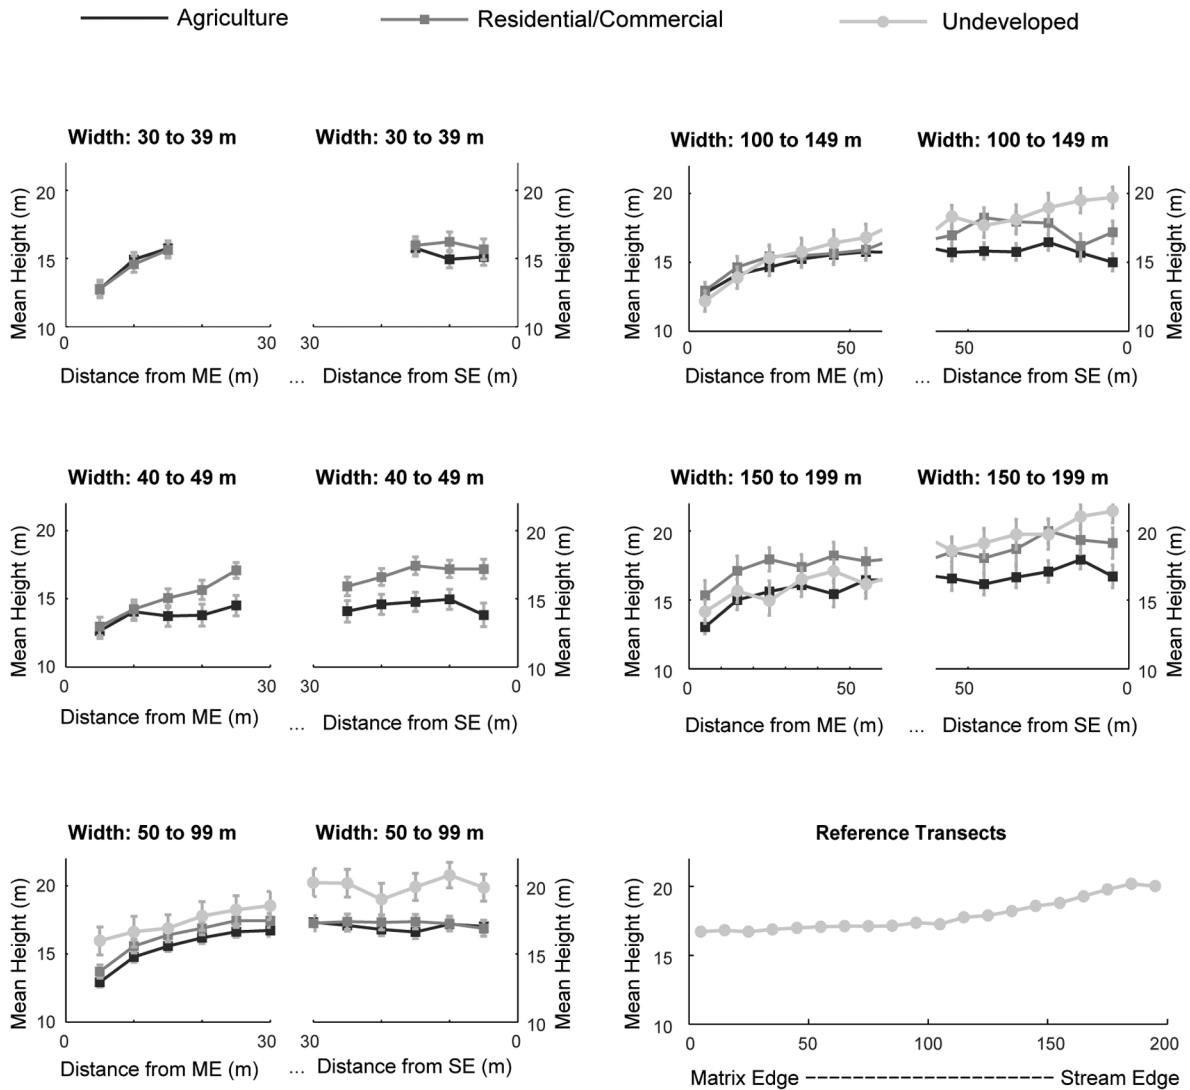 Agriculture Residential/Commercial Undeveloped
Width: 30 to 39 m Width: 30 to 39 m
Mean Height (m) 20 15 10
20 15 10 Mean Height (m)
0 30 30 0
Distance from ME (m) ... Distance from SE (m)
Width: 100 to 149 m Width: 100 to 149 m
Mean Height (m) 20 15 10
20 15 10 Mean Height (m)
0 50 50 0
Distance from ME (m) ... Distance from SE (m)
Width: 40 to 49 m Width: 40 to 49 m
Mean Height (m) 20 15 10
20 15 10 Mean Height (m)
0 30 30 0
Distance from ME (m) ... Distance from SE (m)
Width: 150 to 199 m Width: 150 to 199 m
Mean Height (m) 20 15 10
20 15 10 Mean Height (m)
0 50 50 0
Distance from ME (m) ... Distance from SE (m)
Width: 50 to 99 m Width: 50 to 99 m
Mean Height (m) 20 15 10
20 15 10 Mean Height (m)
0 30 30 0
Distance from ME (m) ... Distance from SE (m)
Reference Transects
Mean Height (m) 20 15 10
0 50 100 150 200
Matrix Edge ------------------- Stream Edge